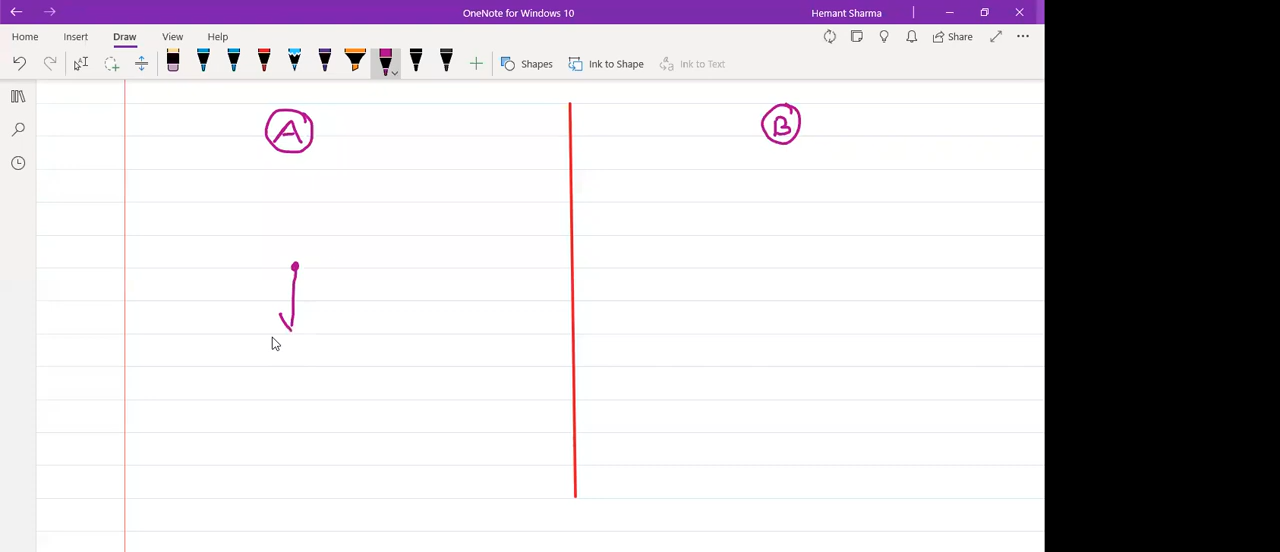 OneNote for Windows 10
Hemant Sharma
Home Insert Draw View Help
Share
Shapes Ink to Shape Ink to Text
A
B